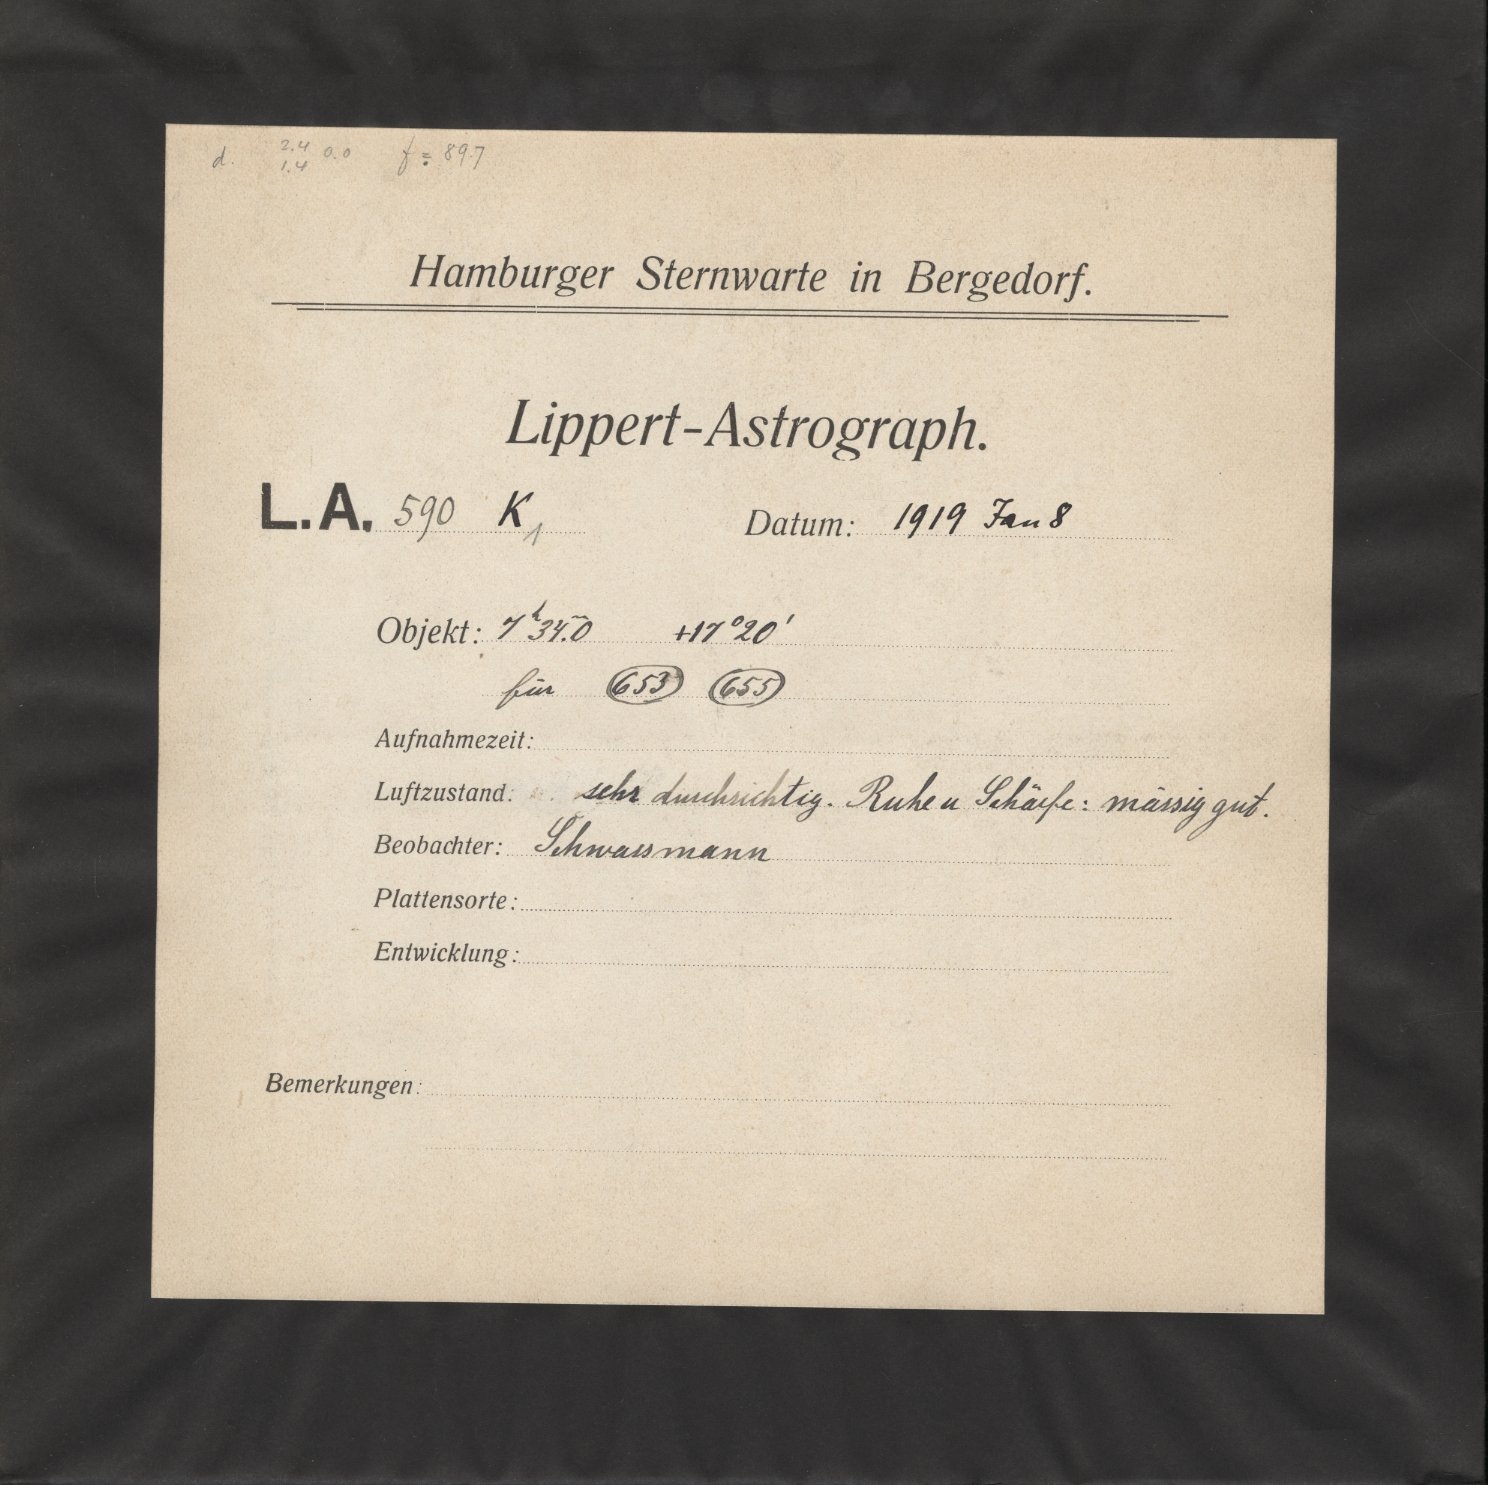 d. 2.4 0.0 f = 89.7
1.4
Hamburger Sternwarte in Bergedorf.
Lippert-Astrograph.
L.A. 590 K1 Datum: 1919 Jan 8
Objekt: 7h 34m.0 +17°20'
für 653 655
Aufnahmezeit:
Luftzustand: sehr durchsichtig. Ruhe u Schärfe: mässig gut.
Beobachter: Schwassmann
Plattensorte:
Entwicklung:
Bemerkungen: